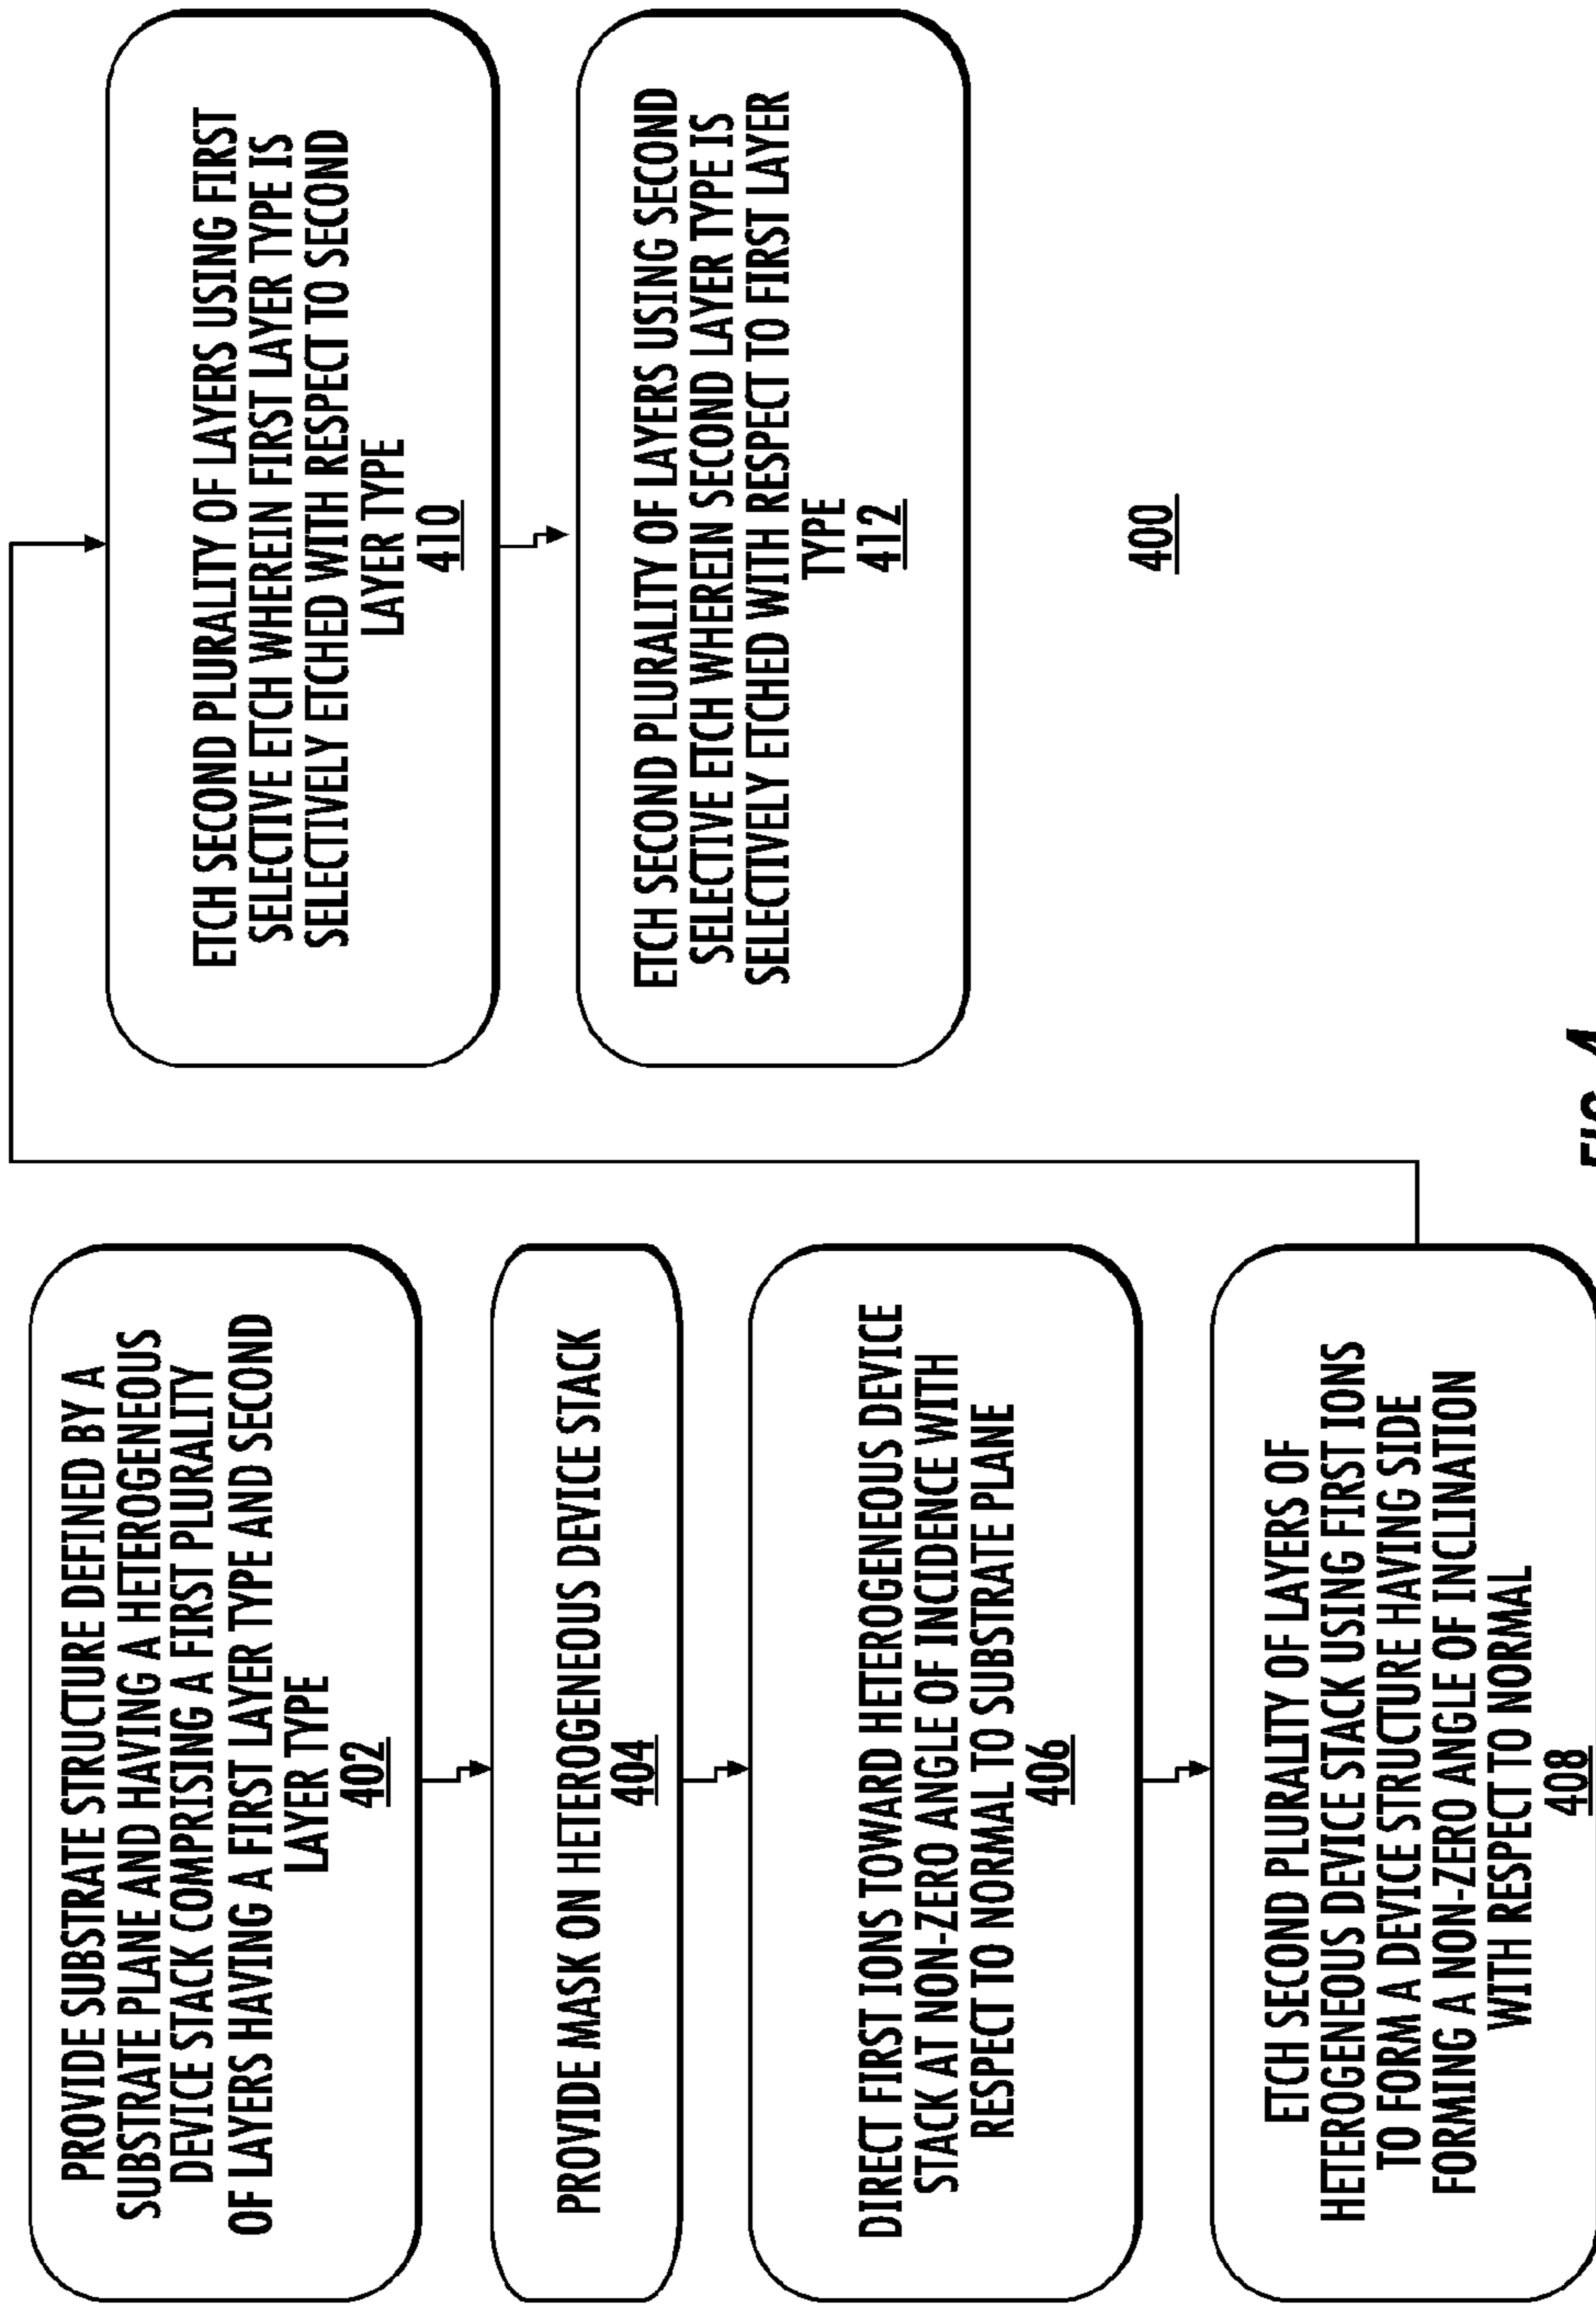 PROVIDE SUBSTRATE STRUCTURE DEFINED BY A
SUBSTRATE PLANE AND HAVING A HETEROGENEOUS
DEVICE STACK COMPRISING A FIRST PLURALITY
OF LAYERS HAVING A FIRST LAYER TYPE AND SECOND
LAYER TYPE
402
PROVIDE MASK ON HETEROGENEOUS DEVICE STACK
404
DIRECT FIRST IONS TOWARD HETEROGENEOUS DEVICE
STACK AT NON-ZERO ANGLE OF INCIDENCE WITH
RESPECT TO NORMAL TO SUBSTRATE PLANE
406
ETCH SECOND PLURALITY OF LAYERS OF
HETEROGENEOUS DEVICE STACK USING FIRST IONS
TO FORM A DEVICE STRUCTURE HAVING SIDE
FORMING A NON-ZERO ANGLE OF INCLINATION
WITH RESPECT TO NORMAL
408
ETCH SECOND PLURALITY OF LAYERS USING FIRST
SELECTIVE ETCH WHEREIN FIRST LAYER TYPE IS
SELECTIVELY ETCHED WITH RESPECT TO SECOND
LAYER TYPE
410
ETCH SECOND PLURALITY OF LAYERS USING SECOND
SELECTIVE ETCH WHEREIN SECOND LAYER TYPE IS
SELECTIVELY ETCHED WITH RESPECT TO FIRST LAYER
TYPE
412
400